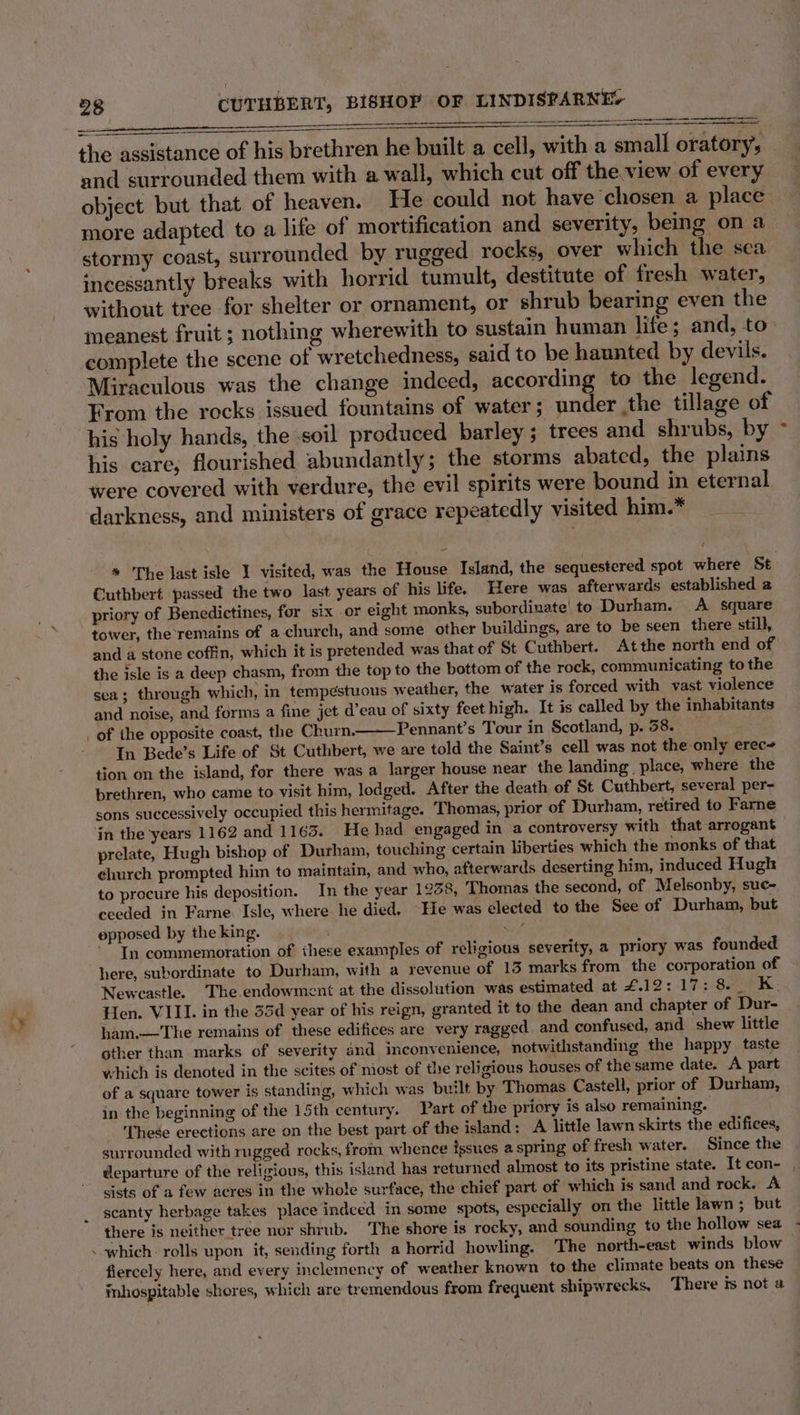 28 CUTHBERT, BISHOP OF LINDISFARNE,
the assistance of his brethren he built a cell, with a small oratory,
and surrounded them with a wall, which cut off the view of every
object but that of heaven. He could not have chosen a place
more adapted to a life of mortification and severity, being on a
stormy coast, surrounded by rugged rocks, over which the sea
incessantly breaks with horrid tumult, destitute of fresh water,
without tree for shelter or ornament, or shrub bearing even the
meanest fruit; nothing wherewith to sustain human life; and, to
complete the scene of wretchedness, said to be haunted by devils.
Miraculous was the change indeed, according to the legend.
From the rocks issued fountains of water; under the tillage of
his holy hands, the soil produced barley; trees and shrubs, by
his care, flourished abundantly; the storms abated, the plains
were covered with verdure, the evil spirits were bound in eternal
darkness, and ministers of grace repeatedly visited him.*
* The last isle I visited, was the House Island, the sequestered spot where St
Cuthbert passed the two last years of his life. Here was afterwards established a
priory of Benedictines, for six or eight monks, subordinate to Durham. A square
tower, the remains of a church, and some other buildings, are to be seen there still,
and a stone coffin, which it is pretended was that of St Cuthbert. At the north end of
the isle is a deep chasm, from the top to the bottom of the rock, communicating to the
sea; through which, in tempestuous weather, the water is forced with vast violence
and noise, and forms a fine jet d'eau of sixty feet high. It is called by the inhabitants
of the opposite coast, the Churn.——Pennant's Tour in Scotland, p. 38.
In Bede's Life of St Cuthbert, we are told the Saint's cell was not the only erec-
tion on the island, for there was a larger house near the landing place, where the
brethren, who came to visit him, lodged. After the death of St Cuthbert, several per-
sons successively occupied this hermitage. Thomas, prior of Durham, retired to Farne
in the years 1162 and 1163. He had engaged in a controversy with that arrogant
prelate, Hugh bishop of Durham, touching certain liberties which the monks of that
church prompted him to maintain, and who, afterwards deserting him, induced Hugh
to procure his deposition. In the year 1238, Thomas the second, of Melsonby, suc-
ceeded in Farne Isle, where he died. He was elected to the See of Durham, but
opposed by the king.
In commemoration of these examples of religious severity, a priory was founded
here, subordinate to Durham, with a revenue of 13 marks from the corporation of
Newcastle. The endowment at the dissolution was estimated at £.12: 17: 8. K.
Hen. VIII. in the 33d year of his reign, granted it to the dean and chapter of Dur-
ham.—The remains of these edifices are very ragged and confused, and shew little
other than marks of severity and inconvenience, notwithstanding the happy taste
which is denoted in the scites of most of the religious houses of the same date. A part
of a square tower is standing, which was built by Thomas Castell, prior of Durham,
in the beginning of the 15th century. Part of the priory is also remaining.
These erections are on the best part of the island: A little lawn skirts the edifices,
surrounded with rugged rocks, from whence issues a spring of fresh water. Since the
departure of the religious, this island has returned almost to its pristine state. It con-
sists of a few acres in the whole surface, the chief part of which is sand and rock. A
scanty herbage takes place indeed in some spots, especially on the little lawn; but
there is neither tree nor shrub. The shore is rocky, and sounding to the hollow sea
which rolls upon it, sending forth a horrid howling. The north-east winds blow
fiercely here, and every inclemency of weather known to the climate beats on these
inhospitable shores, which are tremendous from frequent shipwrecks. There is not a